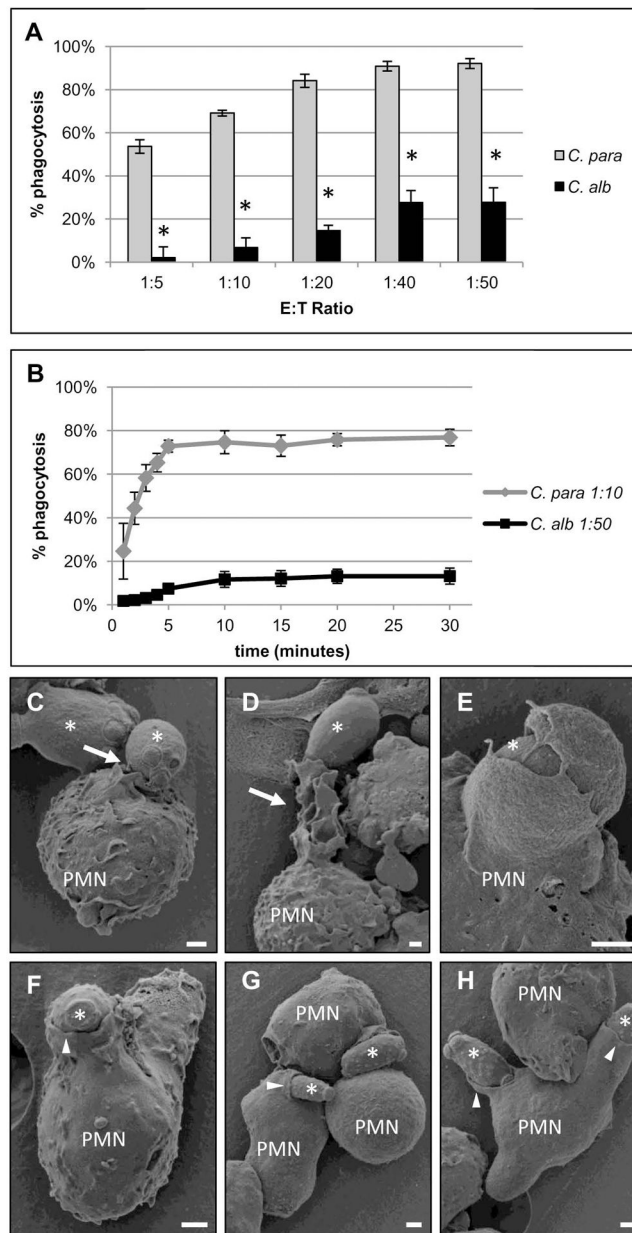 A
100%
80%
60%
40%
20%
0%
% phagocytosis
* * * * *
1:5 1:10 1:20 1:40 1:50
E:T Ratio
C. para
C. alb
B
100%
80%
60%
40%
20%
0%
% phagocytosis
0 5 10 15 20 25 30
time (minutes)
C. para 1:10
C. alb 1:50
C
* *
PMN
D
*
PMN
E
*
PMN
F
*
PMN
G
PMN
*
*
PMN
PMN
H
PMN
*
*
PMN